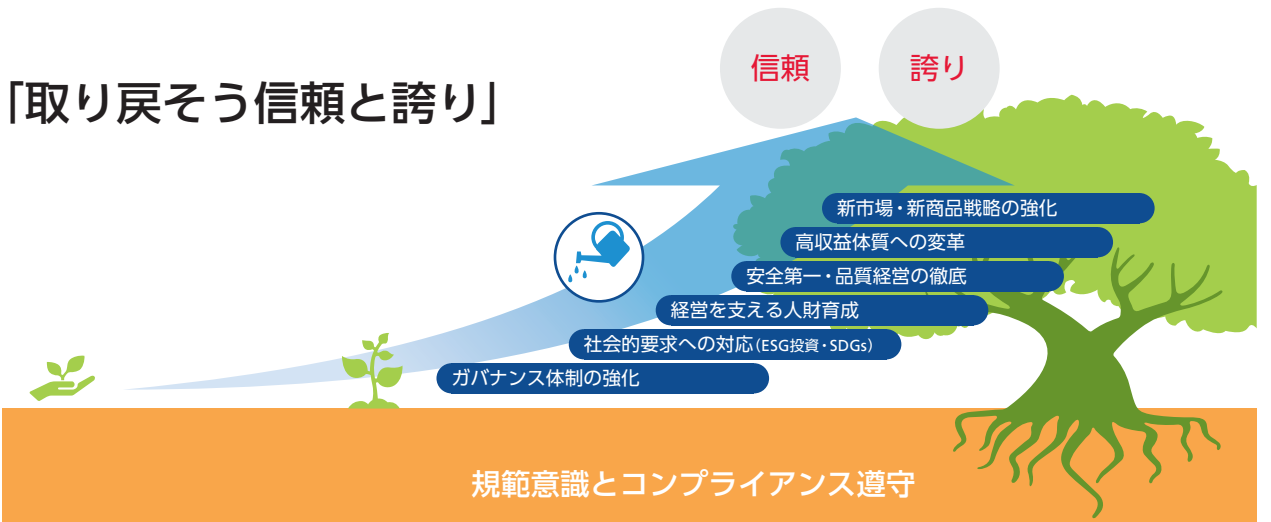 「取り戻そう信頼と誇り」
信頼
誇り
新市場・新商品戦略の強化
高収益体質への変革
安全第一・品質経営の徹底
経営を支える人財育成
社会的要求への対応(ESG投資・SDGs)
ガバナンス体制の強化
規範意識とコンプライアンス遵守